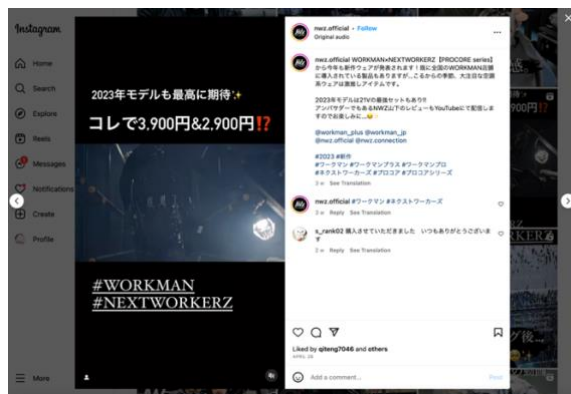 Instagram
Home
Search
Explore
Reels
Messages
Notifications
Create
Profile
More
2023年モデルも最高に期待✨
コレで3,900円&2,900円⁉️
#WORKMAN
#NEXTWORKERZ
nwz.official • Follow
Original audio
nwz.official WORKMAN×NEXTWORKERZ【PROCORE series】
から今年も新作ウェアが発表されます！既に全国のWORKMAN店舗
に導入されている製品もありますが...こからの季節、大注目な空調
系ウェアは激推しアイテムです。
2023年モデルは21Vの最強セットもあり!!
アンバサダーでもあるNWZ山下のレビューもYouTubeにて配信しま
すのでお楽しみに...
@workman_plus @workman_jp
@nwz.official @nwz.connection
#2023 #新作
#ワークマン #ワークマンプラス #ワークマンプロ
#ネクストワーカーズ #プロコア #プロコアシリーズ
3 w See Translation
nwz.official #ワークマン #ネクストワーカーズ
3 w Reply See Translation
s_rank02 購入させていただきました いつもありがとうございま
す
3 w Reply See Translation
Liked by qiteng7046 and others
APRIL 28
Add a comment...
Post